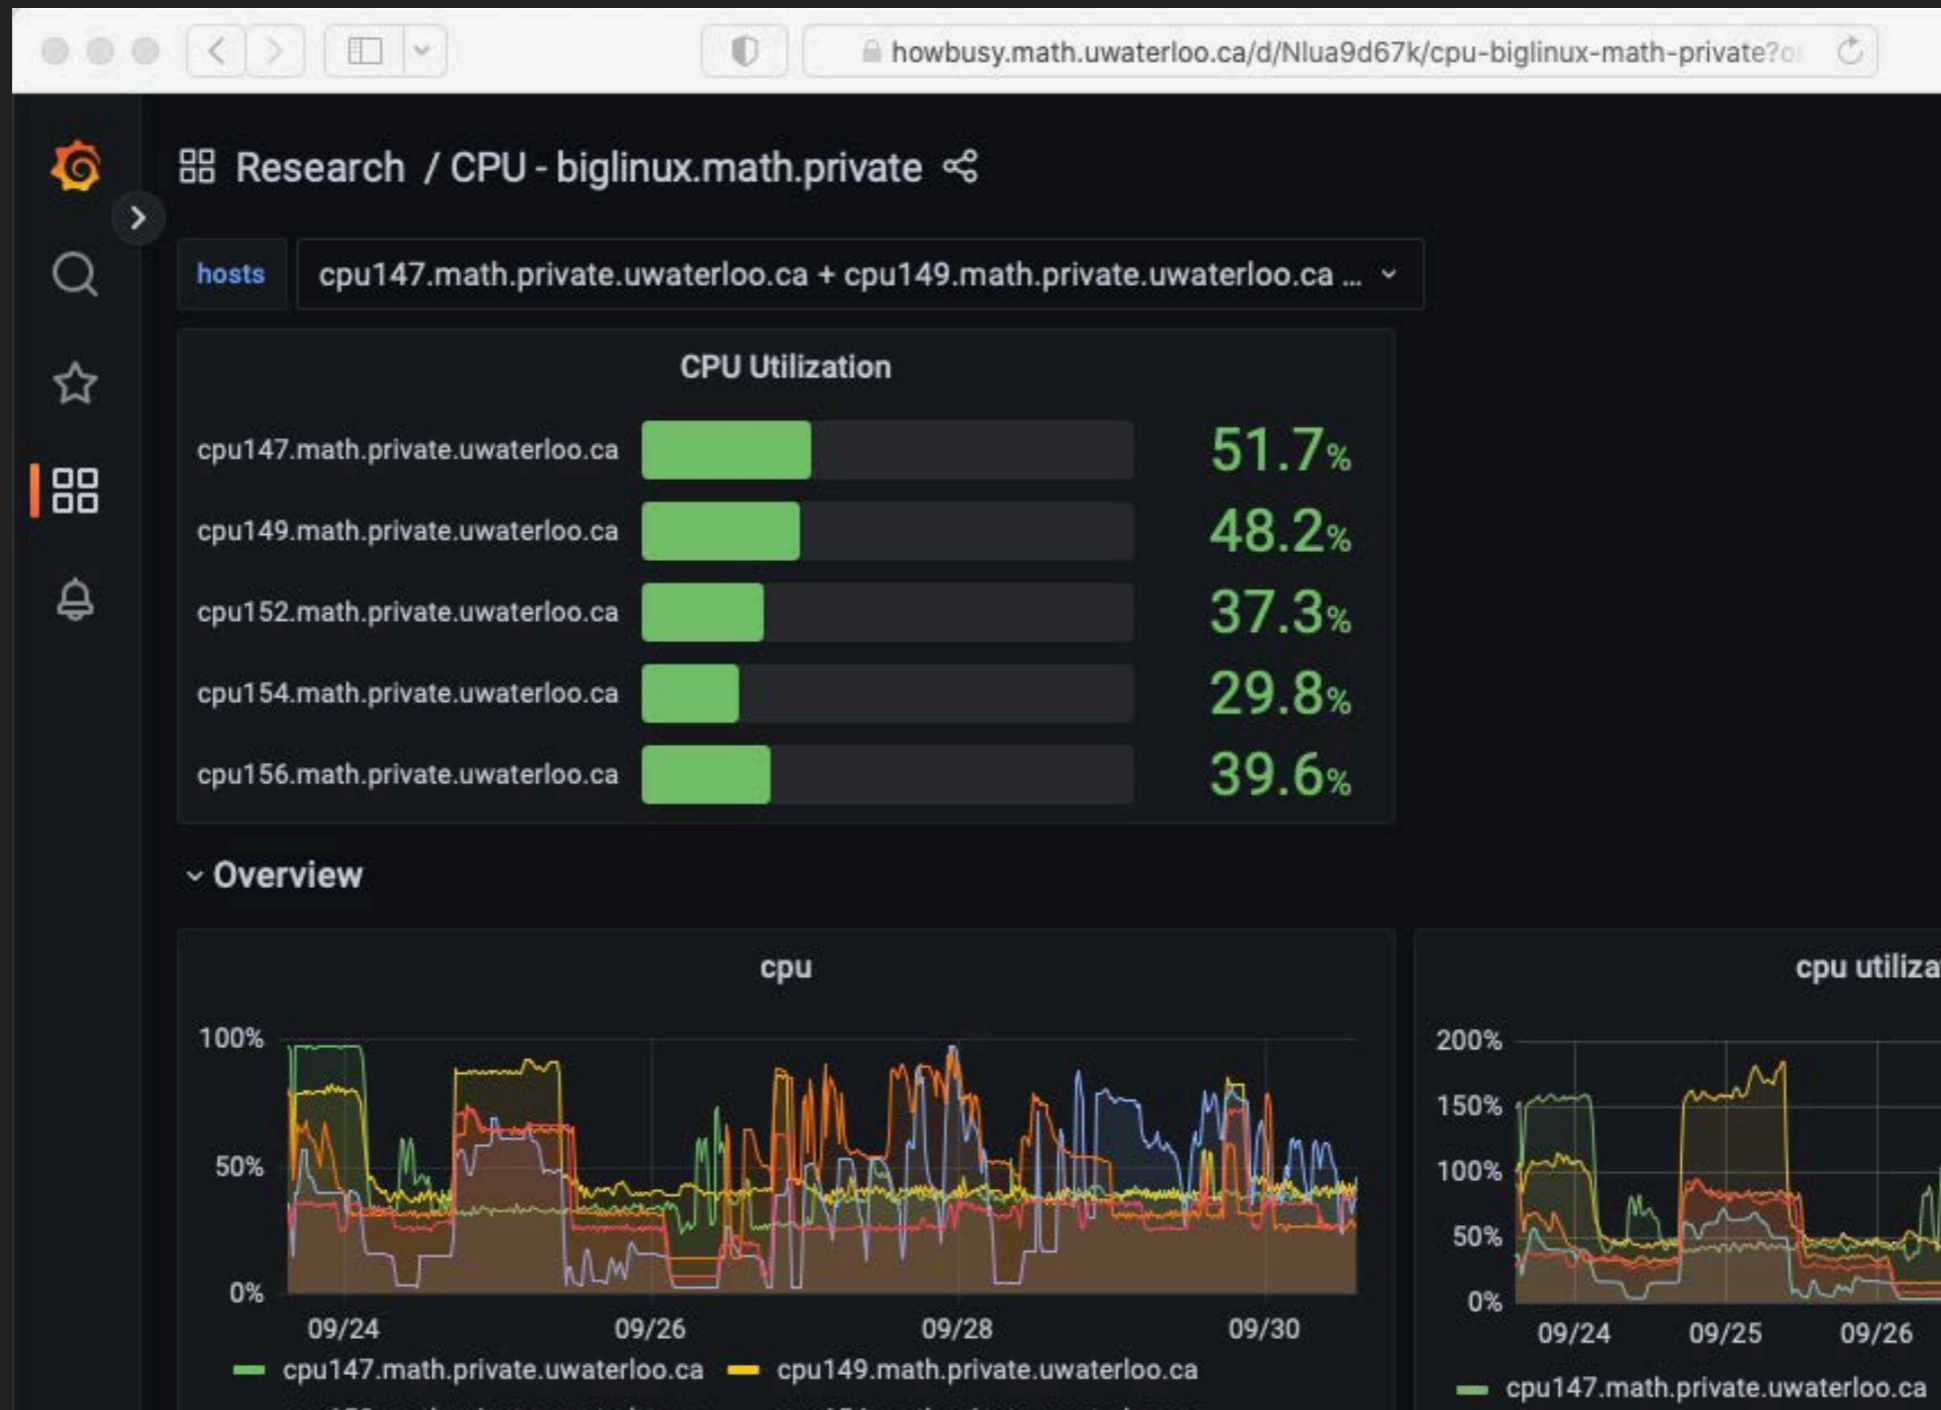 howbusy.math.uwaterloo.ca/d/Nlua9d67k/cpu-biglinux-math-private?o
Research / CPU - biglinux.math.private
hosts cpu147.math.private.uwaterloo.ca + cpu149.math.private.uwaterloo.ca ...
CPU Utilization
cpu147.math.private.uwaterloo.ca 51.7%
cpu149.math.private.uwaterloo.ca 48.2%
cpu152.math.private.uwaterloo.ca 37.3%
cpu154.math.private.uwaterloo.ca 29.8%
cpu156.math.private.uwaterloo.ca 39.6%
Overview
cpu
100%
50%
0%
09/24 09/26 09/28 09/30
cpu147.math.private.uwaterloo.ca cpu149.math.private.uwaterloo.ca
cpu utiliza
200%
150%
100%
50%
0%
09/24 09/25 09/26
cpu147.math.private.uwaterloo.ca